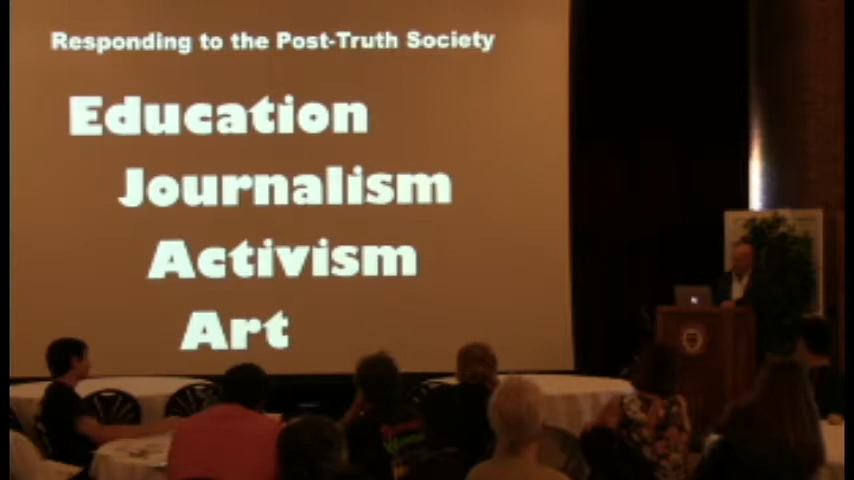 Responding to the Post-Truth Society
Education
Journalism
Activism
Art